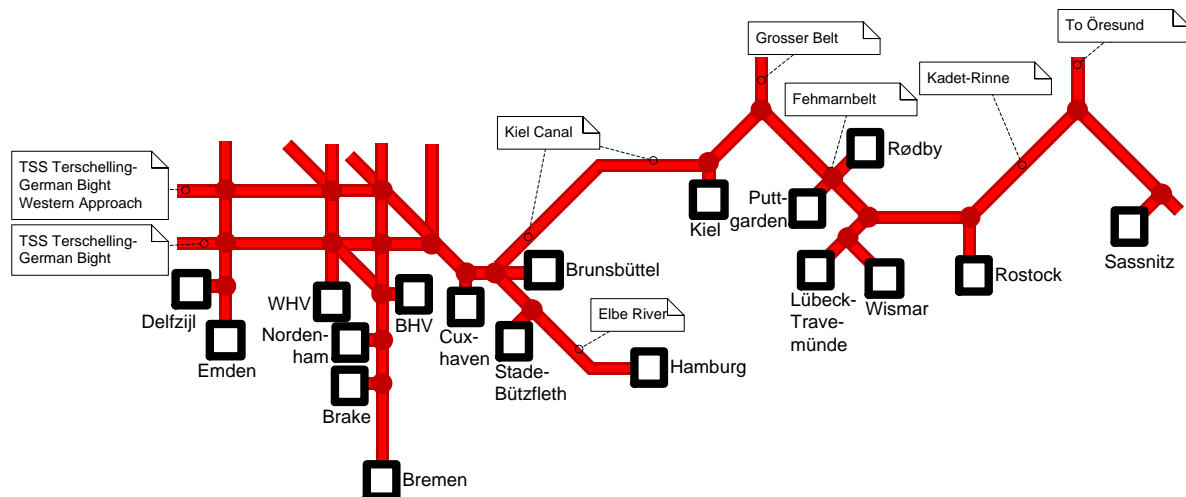 Grosser Belt
To Öresund
Kadet-Rinne
Fehmarnbelt
Kiel Canal
TSS Terschelling-
German Bight
Western Approach
TSS Terschelling-
German Bight
Rødby
Putt-
garden
Kiel
Sassnitz
Rostock
Wismar
Lübeck-
Trave-
münde
Brunsbüttel
Cux-
haven
Elbe River
Stade-
Bützfleth
Hamburg
BHV
WHV
Norden-
ham
Delfzijl
Emden
Brake
Bremen